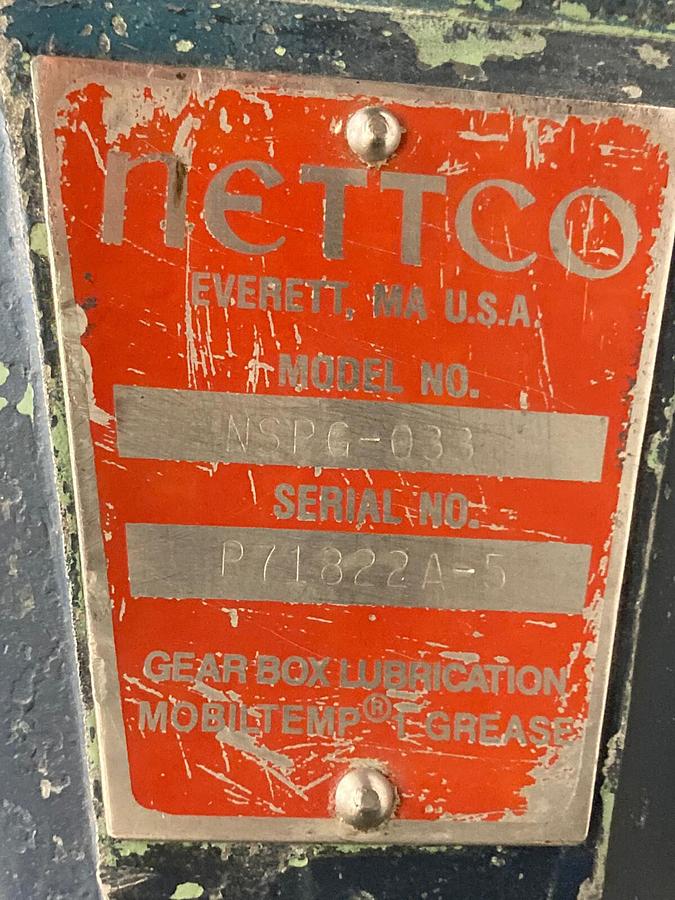 NETTCO
EVERETT, MA U.S.A.
MODEL NO.
NSPG-033
SERIAL NO.
P71822A-5
GEAR BOX LUBRICATION
MOBILTEMP® 1 GREASE